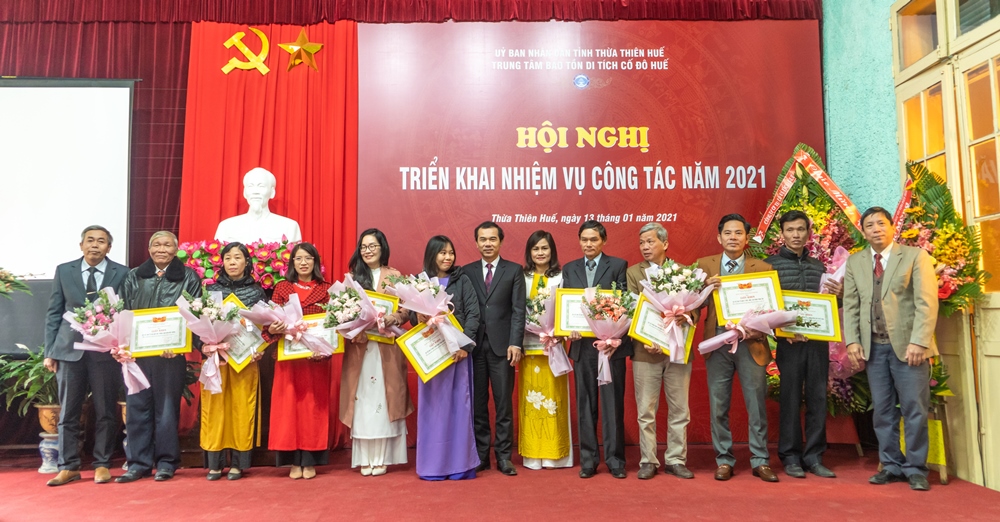 UỶ BAN NHÂN DÂN TỈNH THỪA THIÊN HUẾ
TRUNG TÂM BẢO TỒN DI TÍCH CỐ ĐÔ HUẾ
HỘI NGHỊ
TRIỂN KHAI NHIỆM VỤ CÔNG TÁC NĂM 2021
Thừa Thiên Huế, ngày 13 tháng 01 năm 2021